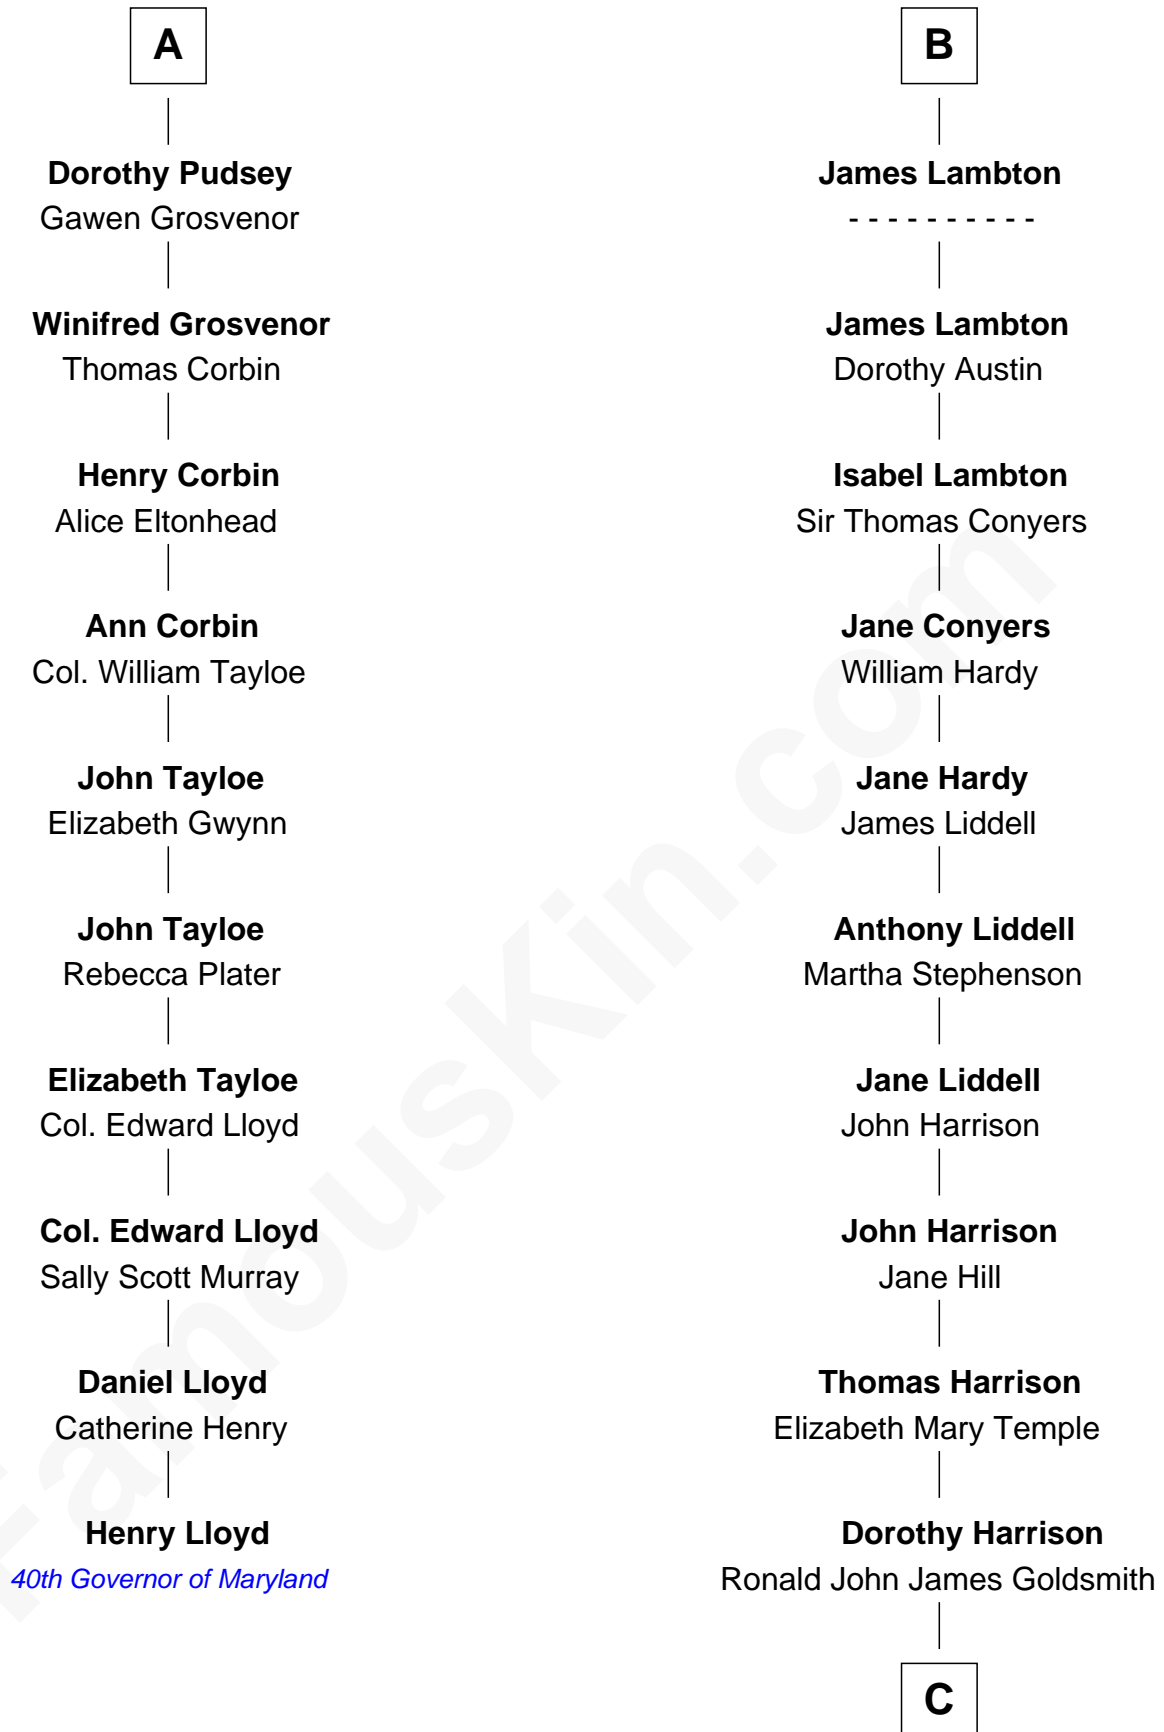 A
Dorothy Pudsey
Gawen Grosvenor
Winifred Grosvenor
Thomas Corbin
Henry Corbin
Alice Eltonhead
Ann Corbin
Col. William Tayloe
John Tayloe
Elizabeth Gwynn
John Tayloe
Rebecca Plater
Elizabeth Tayloe
Col. Edward Lloyd
Col. Edward Lloyd
Sally Scott Murray
Daniel Lloyd
Catherine Henry
Henry Lloyd
40th Governor of Maryland
B
James Lambton
- - - - - - - - - -
James Lambton
Dorothy Austin
Isabel Lambton
Sir Thomas Conyers
Jane Conyers
William Hardy
Jane Hardy
James Liddell
Anthony Liddell
Martha Stephenson
Jane Liddell
John Harrison
John Harrison
Jane Hill
Thomas Harrison
Elizabeth Mary Temple
Dorothy Harrison
Ronald John James Goldsmith
C
FamousKin.com